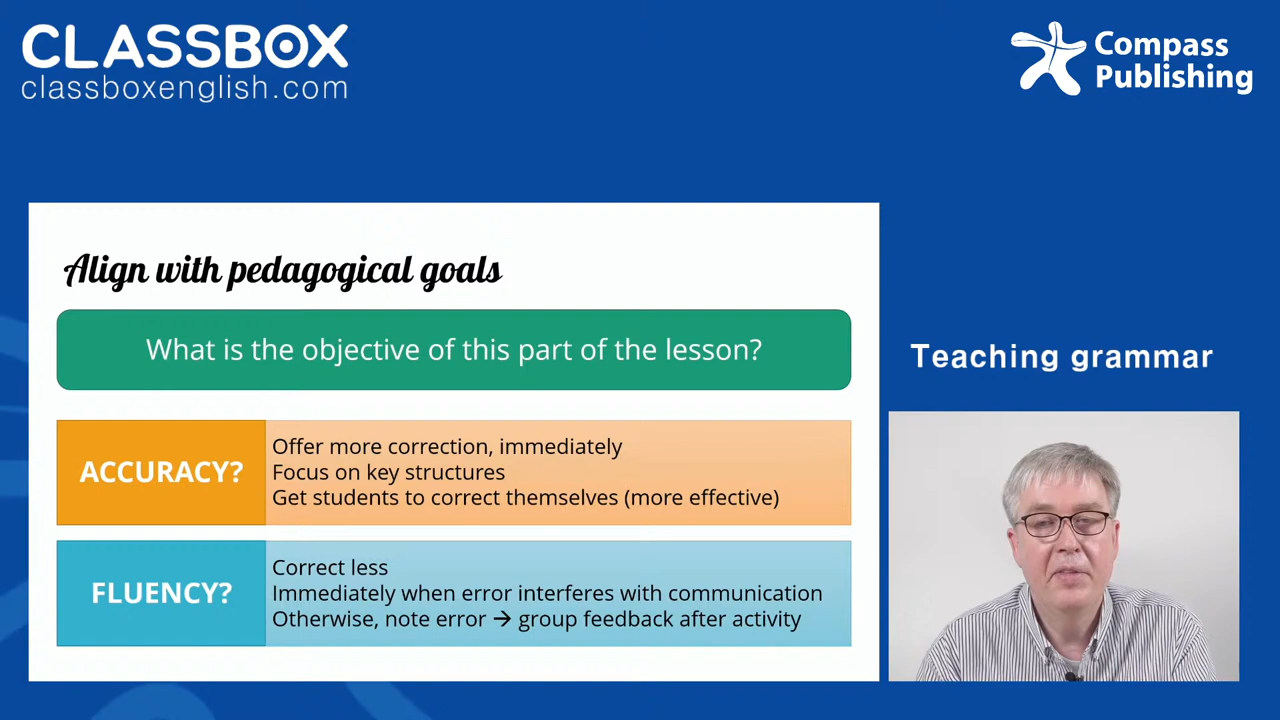 CLASSBOX
classboxenglish.com
Compass
Publishing
Align with pedagogical goals
What is the objective of this part of the lesson?
ACCURACY?
Offer more correction, immediately
Focus on key structures
Get students to correct themselves (more effective)
FLUENCY?
Correct less
Immediately when error interferes with communication
Otherwise, note error → group feedback after activity
Teaching grammar